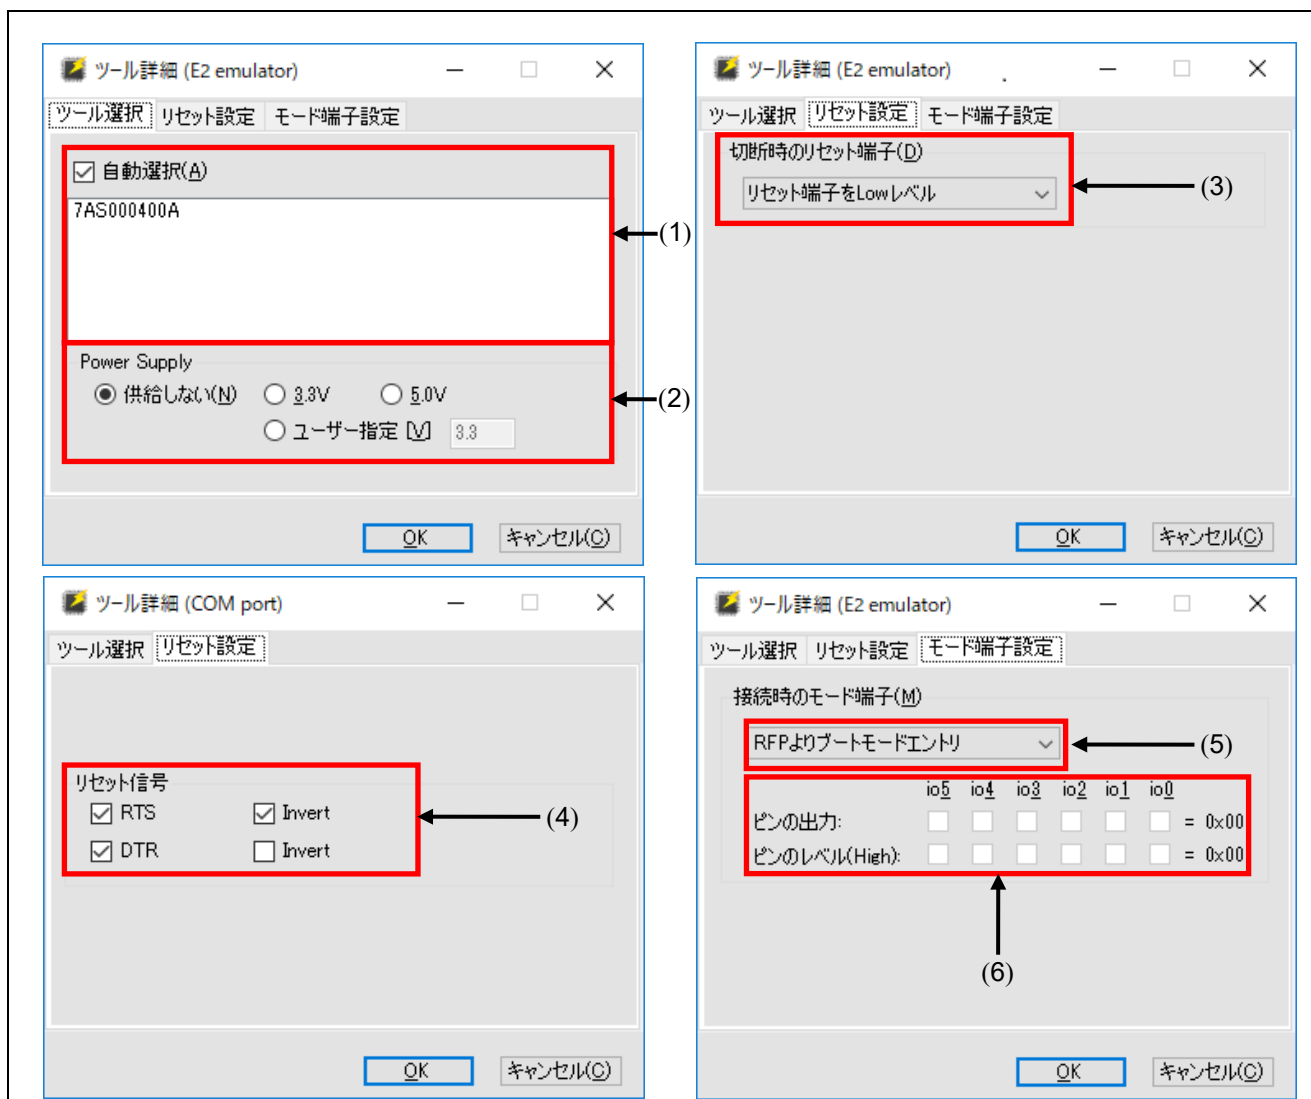 ツール詳細 (E2 emulator)
ツール選択 リセット設定 モード端子設定
自動選択(A)
7AS000400A
(1)
Power Supply
供給しない(N) 3.3V 5.0V
ユーザー指定 [V] 3.3
(2)
OK キャンセル(C)
ツール詳細 (E2 emulator)
ツール選択 リセット設定 モード端子設定
切断時のリセット端子(D)
リセット端子をLowレベル
(3)
OK キャンセル(C)
ツール詳細 (COM port)
ツール選択 リセット設定
リセット信号
RTS Invert
DTR Invert
(4)
OK キャンセル(C)
ツール詳細 (E2 emulator)
ツール選択 リセット設定 モード端子設定
接続時のモード端子(M)
RFPよりブートモードエントリ
(5)
io5 io4 io3 io2 io1 io0
ピンの出力: = 0x00
ピンのレベル(High): = 0x00
(6)
OK キャンセル(C)